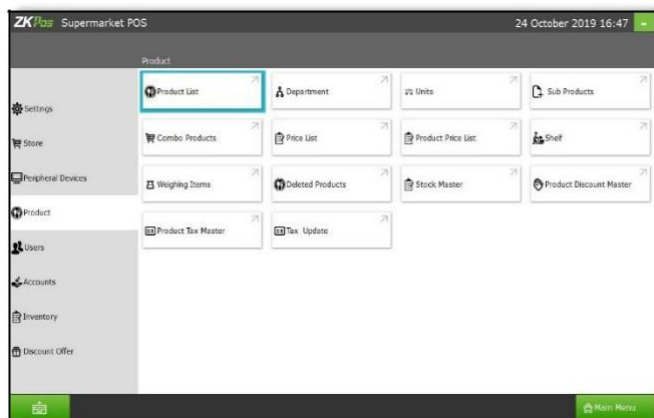 ZKPos Supermarket POS 24 October 2019 16:47
Product
Product List Department Units Sub Products
Settings
Combo Products Price List Product Price List Shelf
Store
Peripheral Devices
Weighing Items Deleted Products Stock Master Product Discount Master
Product
Product Tax Master Tax Update
Users
Accounts
Inventory
Discount Offer
Main Menu